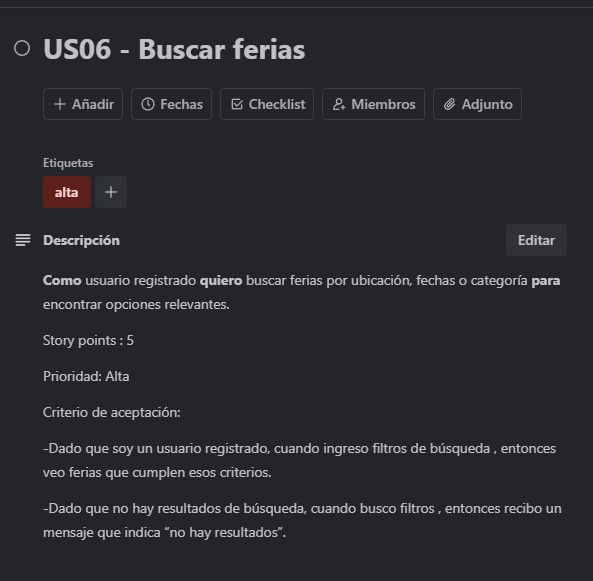 US06 - Buscar ferias
+ Añadir
Fechas
Checklist
Miembros
Adjunto
Etiquetas
alta
+
Descripción
Editar
Como usuario registrado quiero buscar ferias por ubicación, fechas o categoría para
encontrar opciones relevantes.
Story points : 5
Prioridad: Alta
Criterio de aceptación:
-Dado que soy un usuario registrado, cuando ingreso filtros de búsqueda , entonces
veo ferias que cumplen esos criterios.
-Dado que no hay resultados de búsqueda, cuando busco filtros , entonces recibo un
mensaje que indica “no hay resultados”.